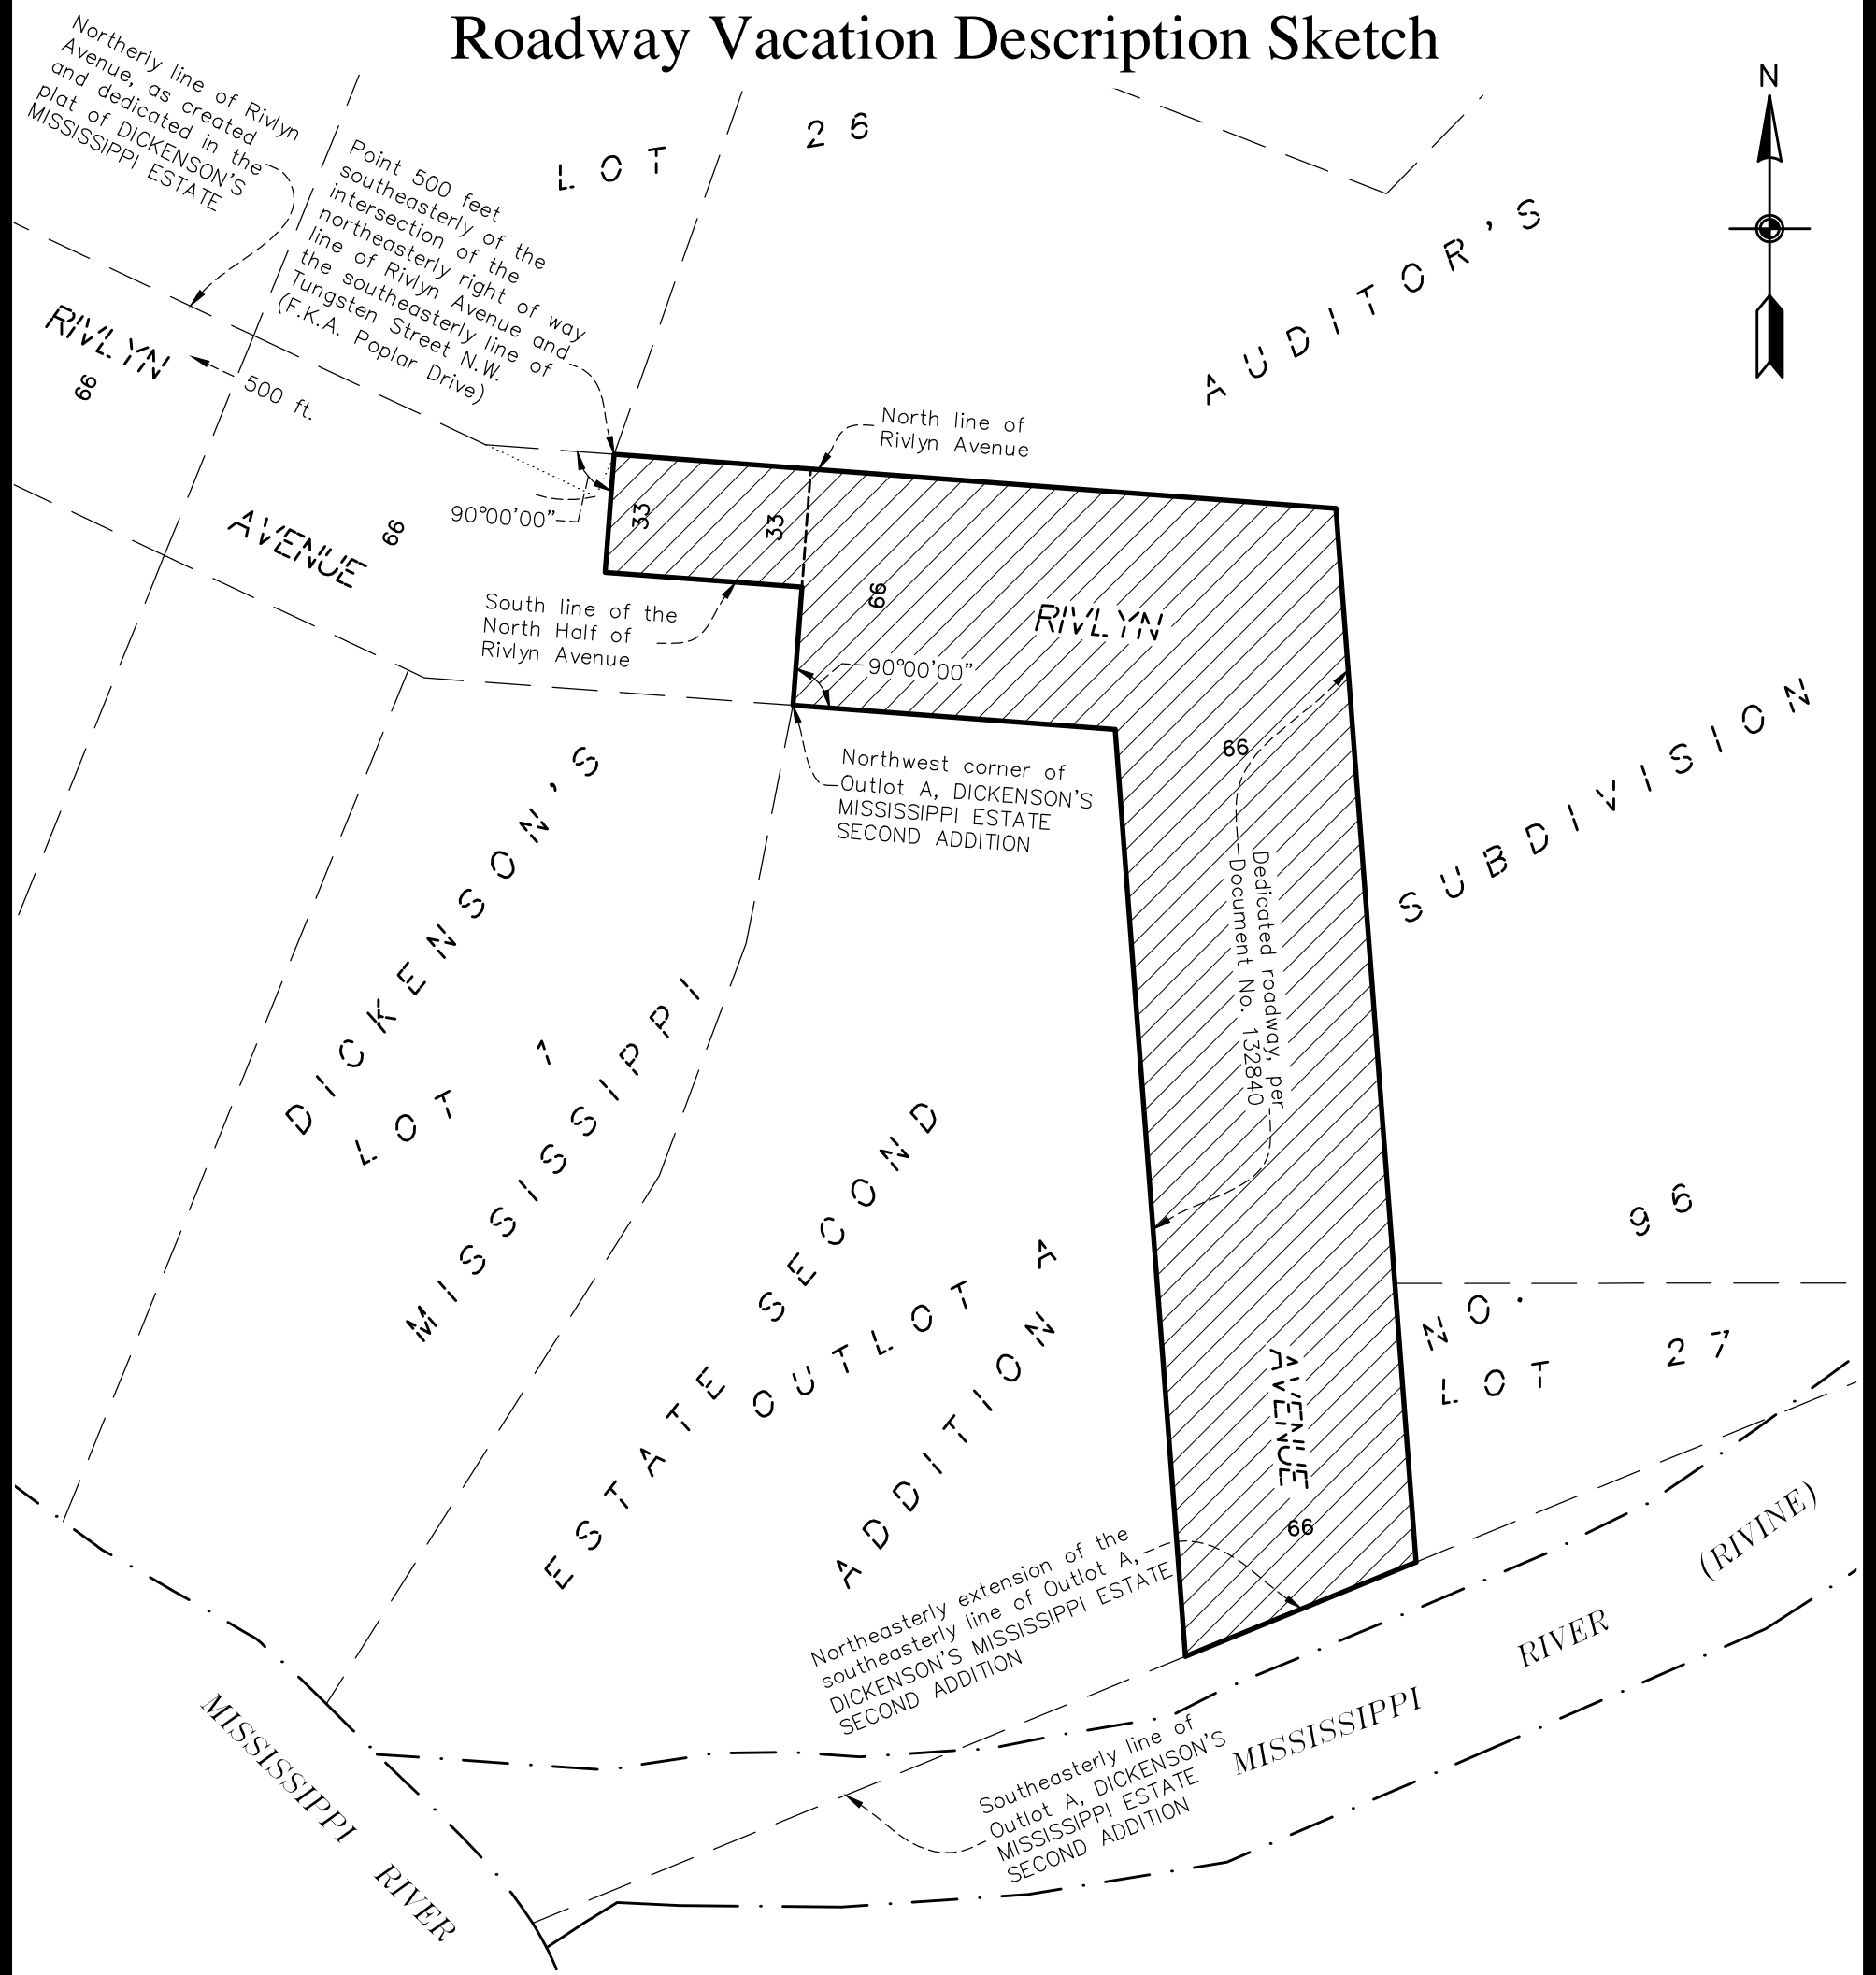 Roadway Vacation Description Sketch
Northerly line of Rivlyn
Avenue, as created
and dedicated in the
plat of DICKENSON'S
MISSISSIPPI ESTATE
Point 500 feet
southeasterly of the
intersection of the
northeasterly right of way
line of Rivlyn Avenue and
the southeasterly line of
Tungsten Street N.W.
(F.K.A. Poplar Drive)
LOT 26
N
AUDITOR'S
RIVLYN
66
500 ft.
North line of
Rivlyn Avenue
AVENUE
66
90°00'00"
33
33
66
RIVLYN
South line of the
North Half of
Rivlyn Avenue
90°00'00"
SUBDIVISION
66
Northwest corner of
Outlot A, DICKENSON'S
MISSISSIPPI ESTATE
SECOND ADDITION
Dedicated roadway, per
Document No. 132840
DICKENSON'S
LOT 7
MISSISSIPPI
ESTATE SECOND
OUTLOT A
ADDITION
NO. 96
LOT 27
AVENUE
66
Northeasterly extension of the
southeasterly line of Outlot A,
DICKENSON'S MISSISSIPPI ESTATE
SECOND ADDITION
Southeasterly line of
Outlot A, DICKENSON'S
MISSISSIPPI ESTATE
SECOND ADDITION
MISSISSIPPI RIVER
(RIVINE)
MISSISSIPPI RIVER